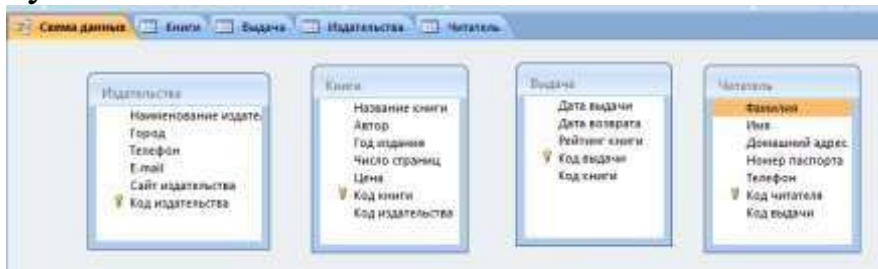 Схема данных Книги Выдача Издательства Читатель
Издательства
Наименование издате
Город
Телефон
E-mail
Сайт издательства
Код издательства
Книги
Название книги
Автор
Год издания
Число страниц
Цена
Код книги
Код издательства
Выдача
Дата выдачи
Дата возврата
Рейтинг книги
Код выдачи
Код книги
Читатель
Фамилия
Имя
Домашний адрес
Номер паспорта
Телефон
Код читателя
Код выдачи